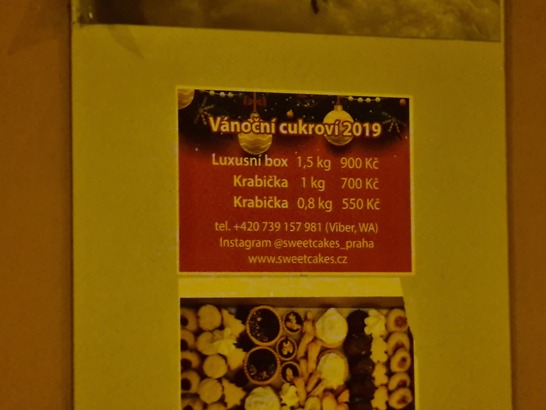 Vánoční cukroví 2019
Luxusní box 1,5 kg 900 Kč
Krabička 1 kg 700 Kč
Krabička 0,8 kg 550 Kč
tel. +420 739 157 981 (Viber, WA)
Instagram @sweetcakes_praha
www.sweetcakes.cz